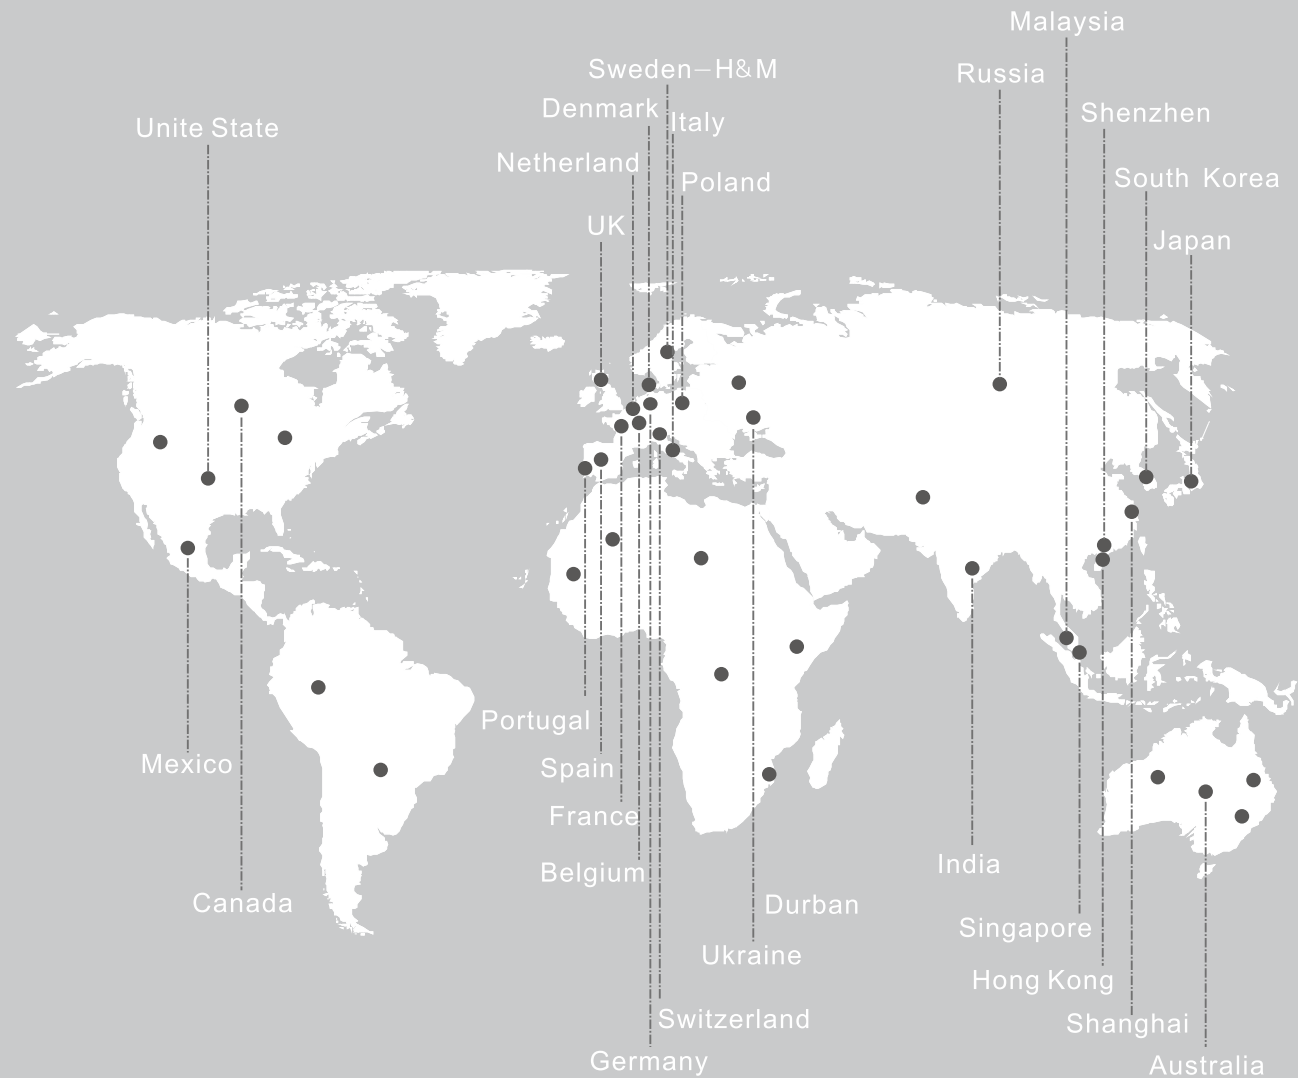 Malaysia
Sweden–H&M
Russia
Denmark
Italy
Shenzhen
Unite State
Netherland
Poland
South Korea
UK
Japan
Portugal
Mexico
Spain
France
India
Belgium
Canada
Durban
Singapore
Ukraine
Hong Kong
Switzerland
Shanghai
Germany
Australia